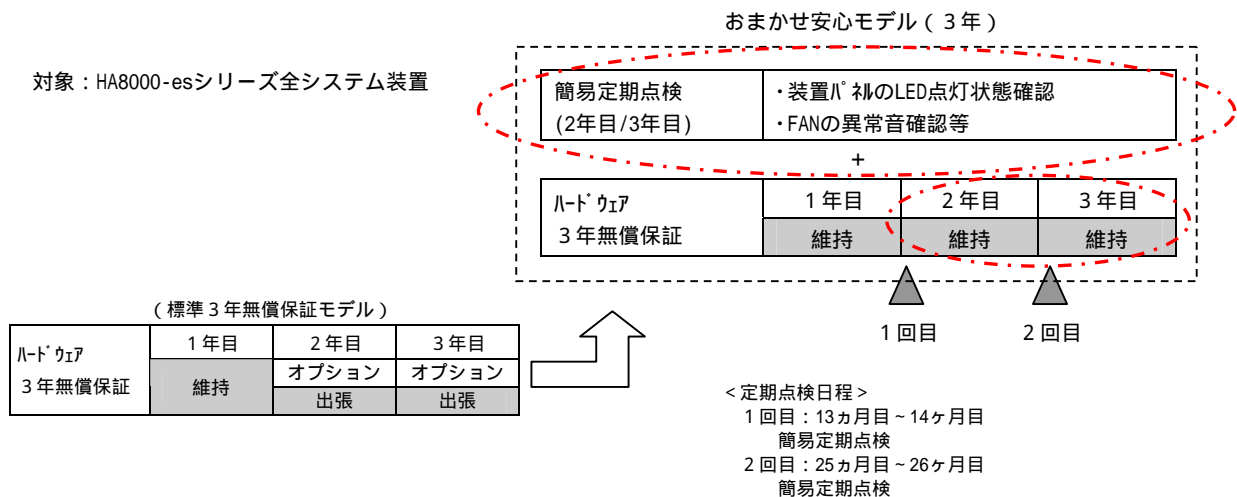 おまかせ安心モデル(3年)
対象:HA8000-esシリーズ全システム装置
簡易定期点検
(2年目/3年目)
・装置ﾊﾟﾈﾙのLED点灯状態確認
・FANの異常音確認等
+
ﾊｰﾄﾞｳｪｱ
3年無償保証
1年目 2年目 3年目
維持 維持 維持
1回目 2回目
(標準3年無償保証モデル)
ﾊｰﾄﾞｳｪｱ
3年無償保証
1年目 2年目 3年目
維持 オプション オプション
出張 出張
<定期点検日程>
1回目:13ヵ月目~14ヶ月目
簡易定期点検
2回目:25ヵ月目~26ヶ月目
簡易定期点検